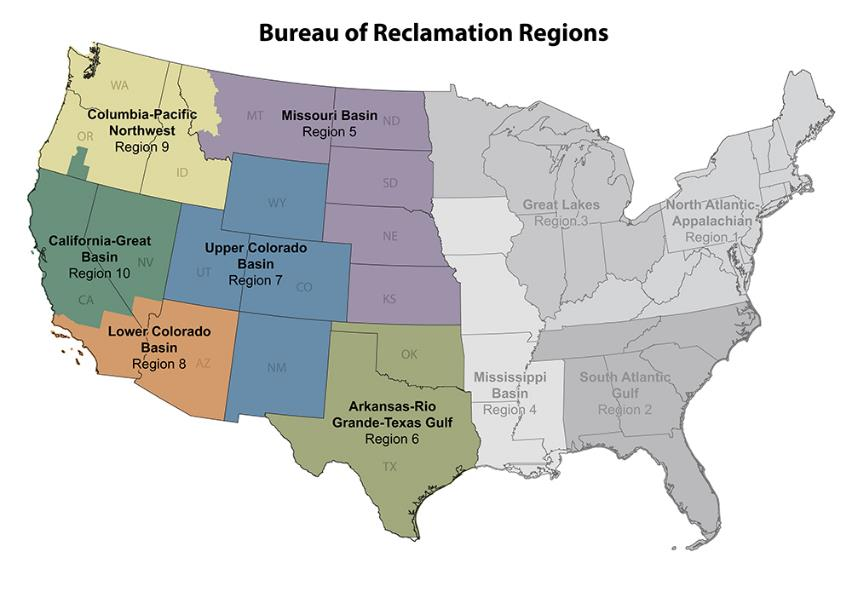 Bureau of Reclamation Regions
WA
Columbia-Pacific
Northwest
Region 9
OR
ID
MT
Missouri Basin
Region 5
ND
SD
WY
NE
KS
California-Great
Basin
Region 10
NV
CA
Upper Colorado
Basin
Region 7
UT
CO
Great Lakes
Region 3
North Atlantic-
Appalachian
Region 1
Lower Colorado
Basin
Region 8
AZ
NM
OK
Arkansas-Rio
Grande-Texas Gulf
Region 6
TX
Mississippi
Basin
Region 4
South Atlantic
Gulf
Region 2